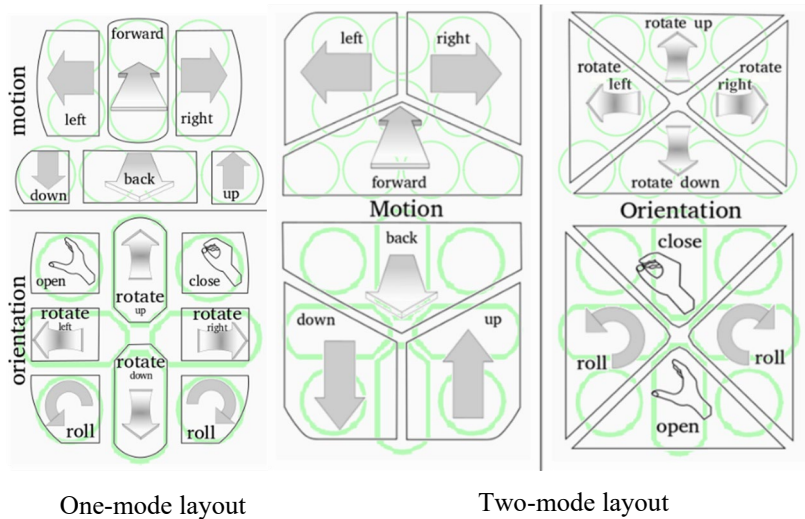 motion
forward
left
right
down
back
up
orientation
open
rotate
up
close
rotate
left
rotate
right
rotate
down
roll
roll
left
right
forward
Motion
back
down
up
rotate up
rotate
left
rotate
right
rotate down
Orientation
close
roll
roll
open
One-mode layout
Two-mode layout